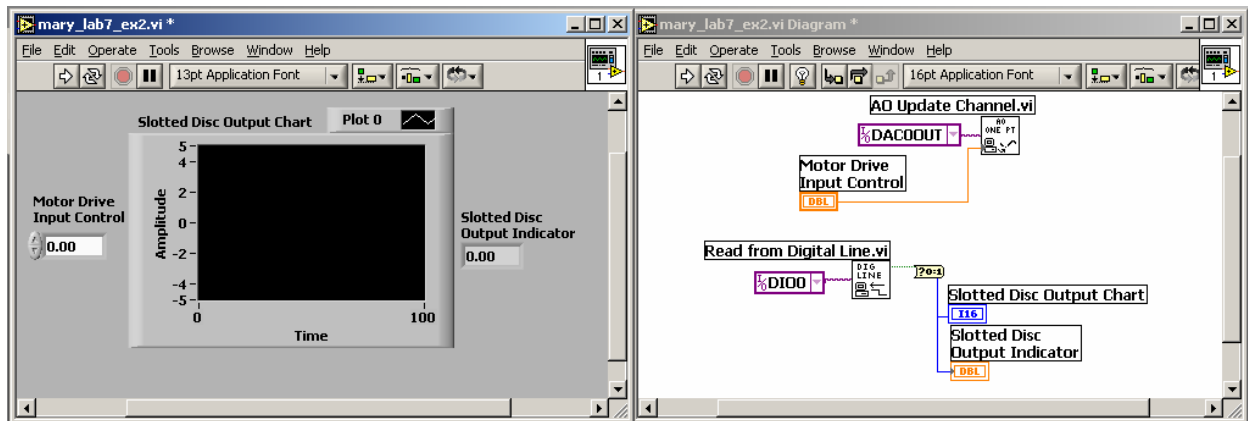 mary_lab7_ex2.vi *
File Edit Operate Tools Browse Window Help
13pt Application Font
1
Slotted Disc Output Chart
Plot 0
5
4
2
0
-2
-4
-5
Amplitude
0
100
Time
Motor Drive
Input Control
0.00
Slotted Disc
Output Indicator
0.00
mary_lab7_ex2.vi Diagram *
File Edit Operate Tools Browse Window Help
16pt Application Font
1
AO Update Channel.vi
I/O DAC0OUT
AO
ONE PT
Motor Drive
Input Control
DBL
Read from Digital Line.vi
I/O DIO0
DIG
LINE
?0:1
Slotted Disc Output Chart
I16
Slotted Disc
Output Indicator
DBL